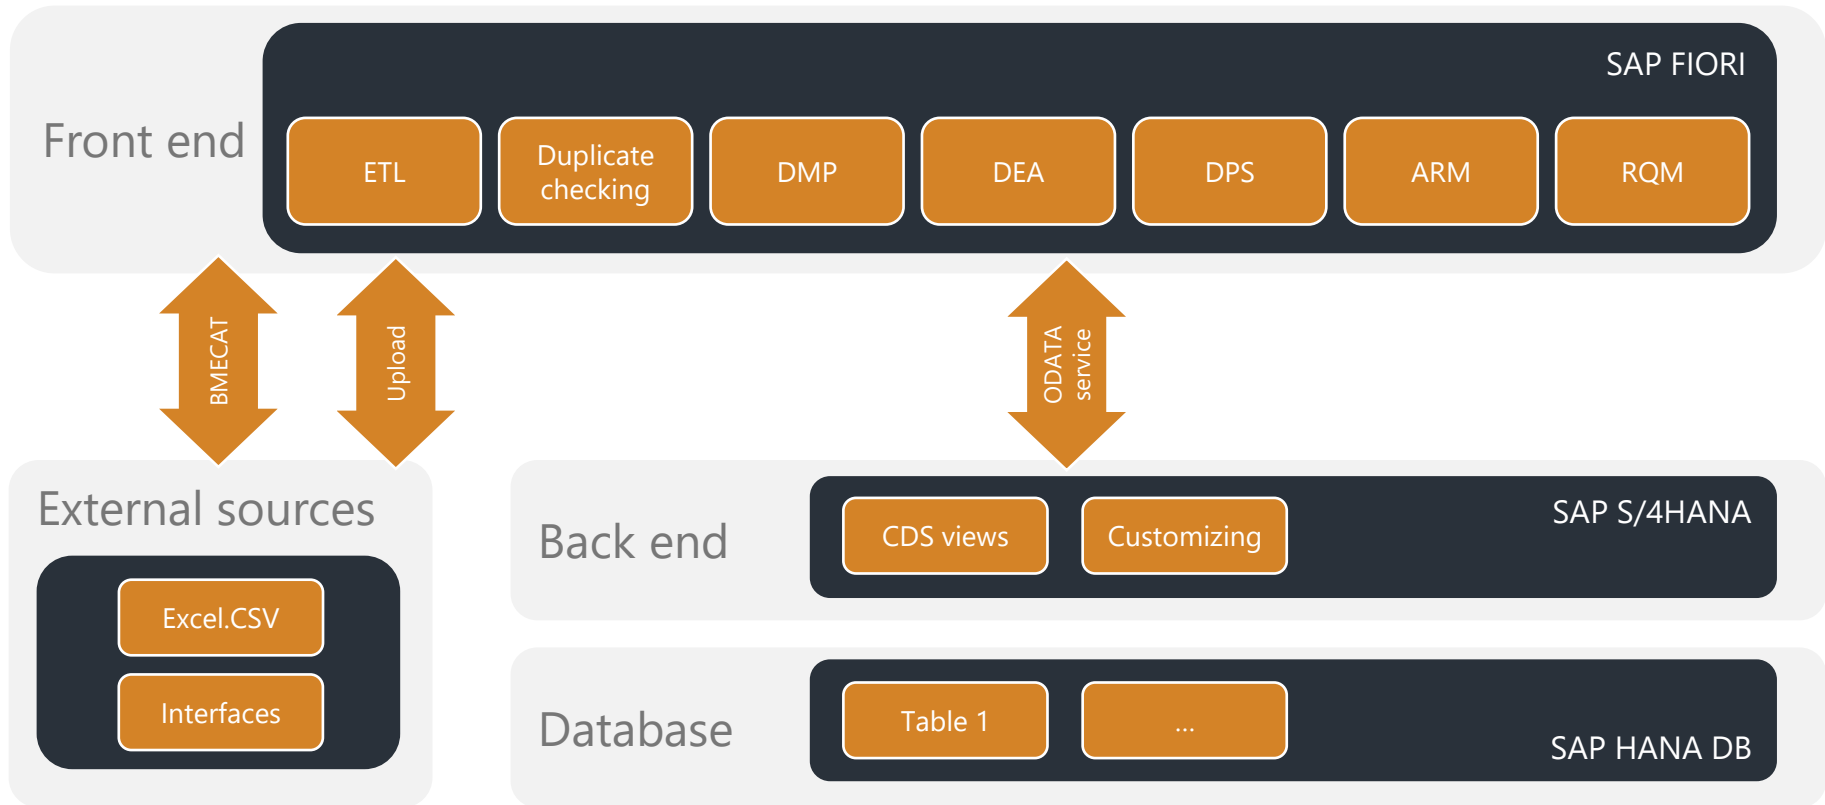 SAP FIORI
Front end
ETL
Duplicate
checking
DMP
DEA
DPS
ARM
RQM
BMECAT
Upload
ODATA
service
External sources
Excel.CSV
Interfaces
Back end
CDS views
Customizing
SAP S/4HANA
Database
Table 1
...
SAP HANA DB